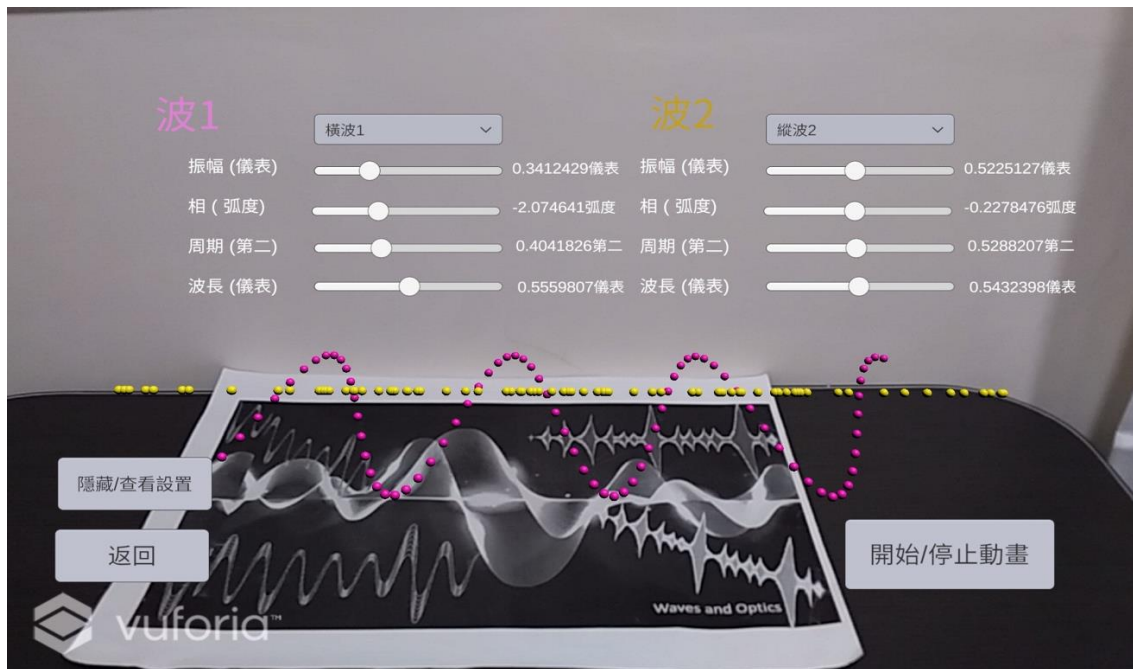 波1
橫波1
振幅 (儀表)
0.3412429儀表
相 ( 弧度)
-2.074641弧度
周期 (第二)
0.4041826第二
波長 (儀表)
0.5559807儀表
波2
縱波2
振幅 (儀表)
0.5225127儀表
相 ( 弧度)
-0.2278476弧度
周期 (第二)
0.5288207第二
波長 (儀表)
0.5432398儀表
隱藏/查看設置
返回
開始/停止動畫
Waves and Optics
vuforia™